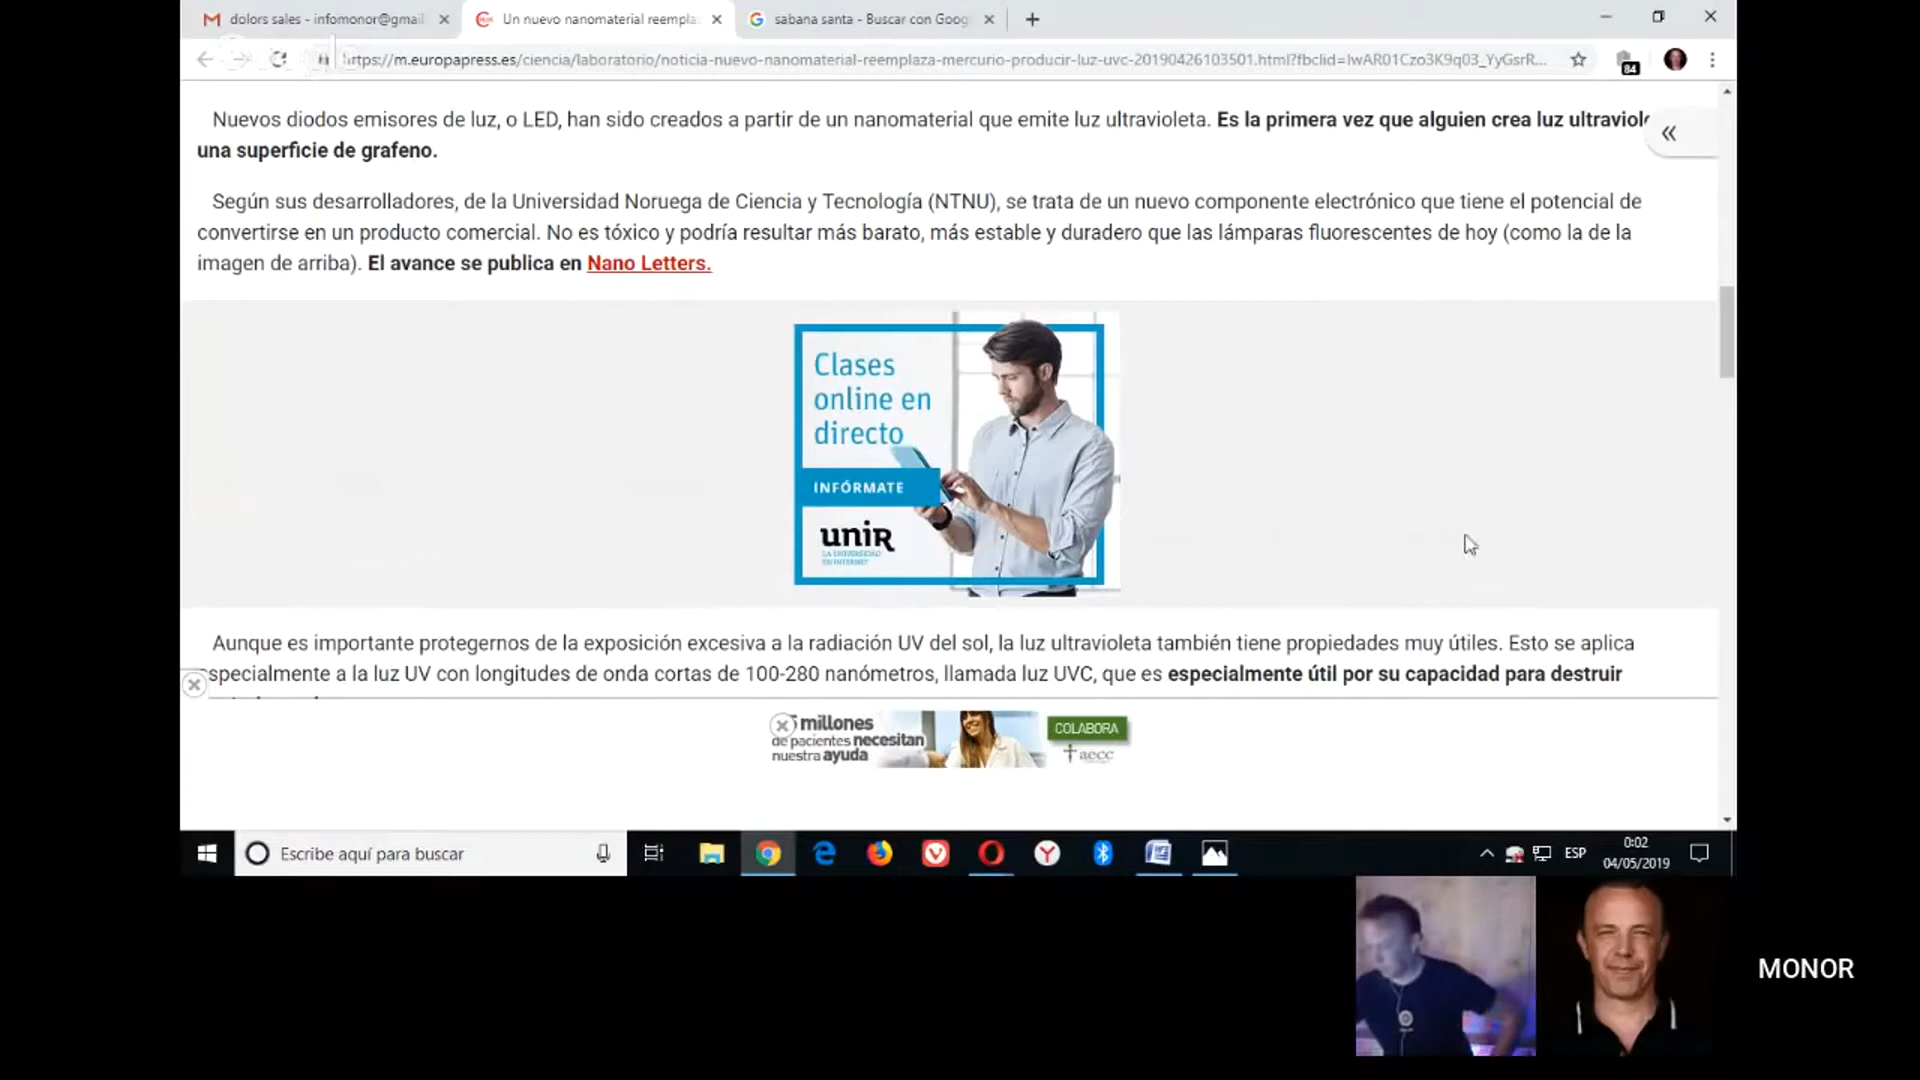 dolors sales - infomonor@gmail
Un nuevo nanomaterial reempla
sabana santa - Buscar con Goog
https://m.europapress.es/ciencia/laboratorio/noticia-nuevo-nanomaterial-reemplaza-mercurio-producir-luz-uvc-20190426103501.html?fbclid=IwAR01Czo3K9q03_YyGsrR...
84
Nuevos diodos emisores de luz, o LED, han sido creados a partir de un nanomaterial que emite luz ultravioleta. Es la primera vez que alguien crea luz ultraviole
una superficie de grafeno.
Según sus desarrolladores, de la Universidad Noruega de Ciencia y Tecnología (NTNU), se trata de un nuevo componente electrónico que tiene el potencial de
convertirse en un producto comercial. No es tóxico y podría resultar más barato, más estable y duradero que las lámparas fluorescentes de hoy (como la de la
imagen de arriba). El avance se publica en Nano Letters.
Clases
online en
directo
INFÓRMATE
unir
LA UNIVERSIDAD
EN INTERNET
Aunque es importante protegernos de la exposición excesiva a la radiación UV del sol, la luz ultravioleta también tiene propiedades muy útiles. Esto se aplica
specialmente a la luz UV con longitudes de onda cortas de 100-280 nanómetros, llamada luz UVC, que es especialmente útil por su capacidad para destruir
millones
de pacientes necesitan
nuestra ayuda
COLABORA
aecc
Escribe aquí para buscar
ESP
0:02
04/05/2019
MONOR